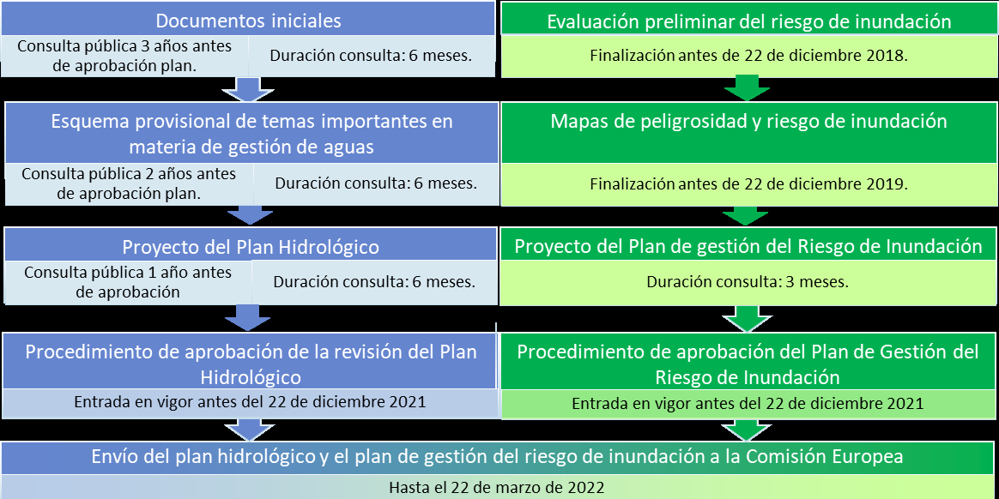 Documentos iniciales
Consulta pública 3 años antes
de aprobación plan.
Duración consulta: 6 meses.
Esquema provisional de temas importantes en
materia de gestión de aguas
Consulta pública 2 años antes
de aprobación plan.
Duración consulta: 6 meses.
Proyecto del Plan Hidrológico
Consulta pública 1 año antes
de aprobación
Duración consulta: 6 meses.
Procedimiento de aprobación de la revisión del Plan
Hidrológico
Entrada en vigor antes del 22 de diciembre 2021
Evaluación preliminar del riesgo de inundación
Finalización antes de 22 de diciembre 2018.
Mapas de peligrosidad y riesgo de inundación
Finalización antes de 22 de diciembre 2019.
Proyecto del Plan de gestión del Riesgo de Inundación
Duración consulta: 3 meses.
Procedimiento de aprobación del Plan de Gestión del
Riesgo de Inundación
Entrada en vigor antes del 22 de diciembre 2021
Envío del plan hidrológico y el plan de gestión del riesgo de inundación a la Comisión Europea
Hasta el 22 de marzo de 2022